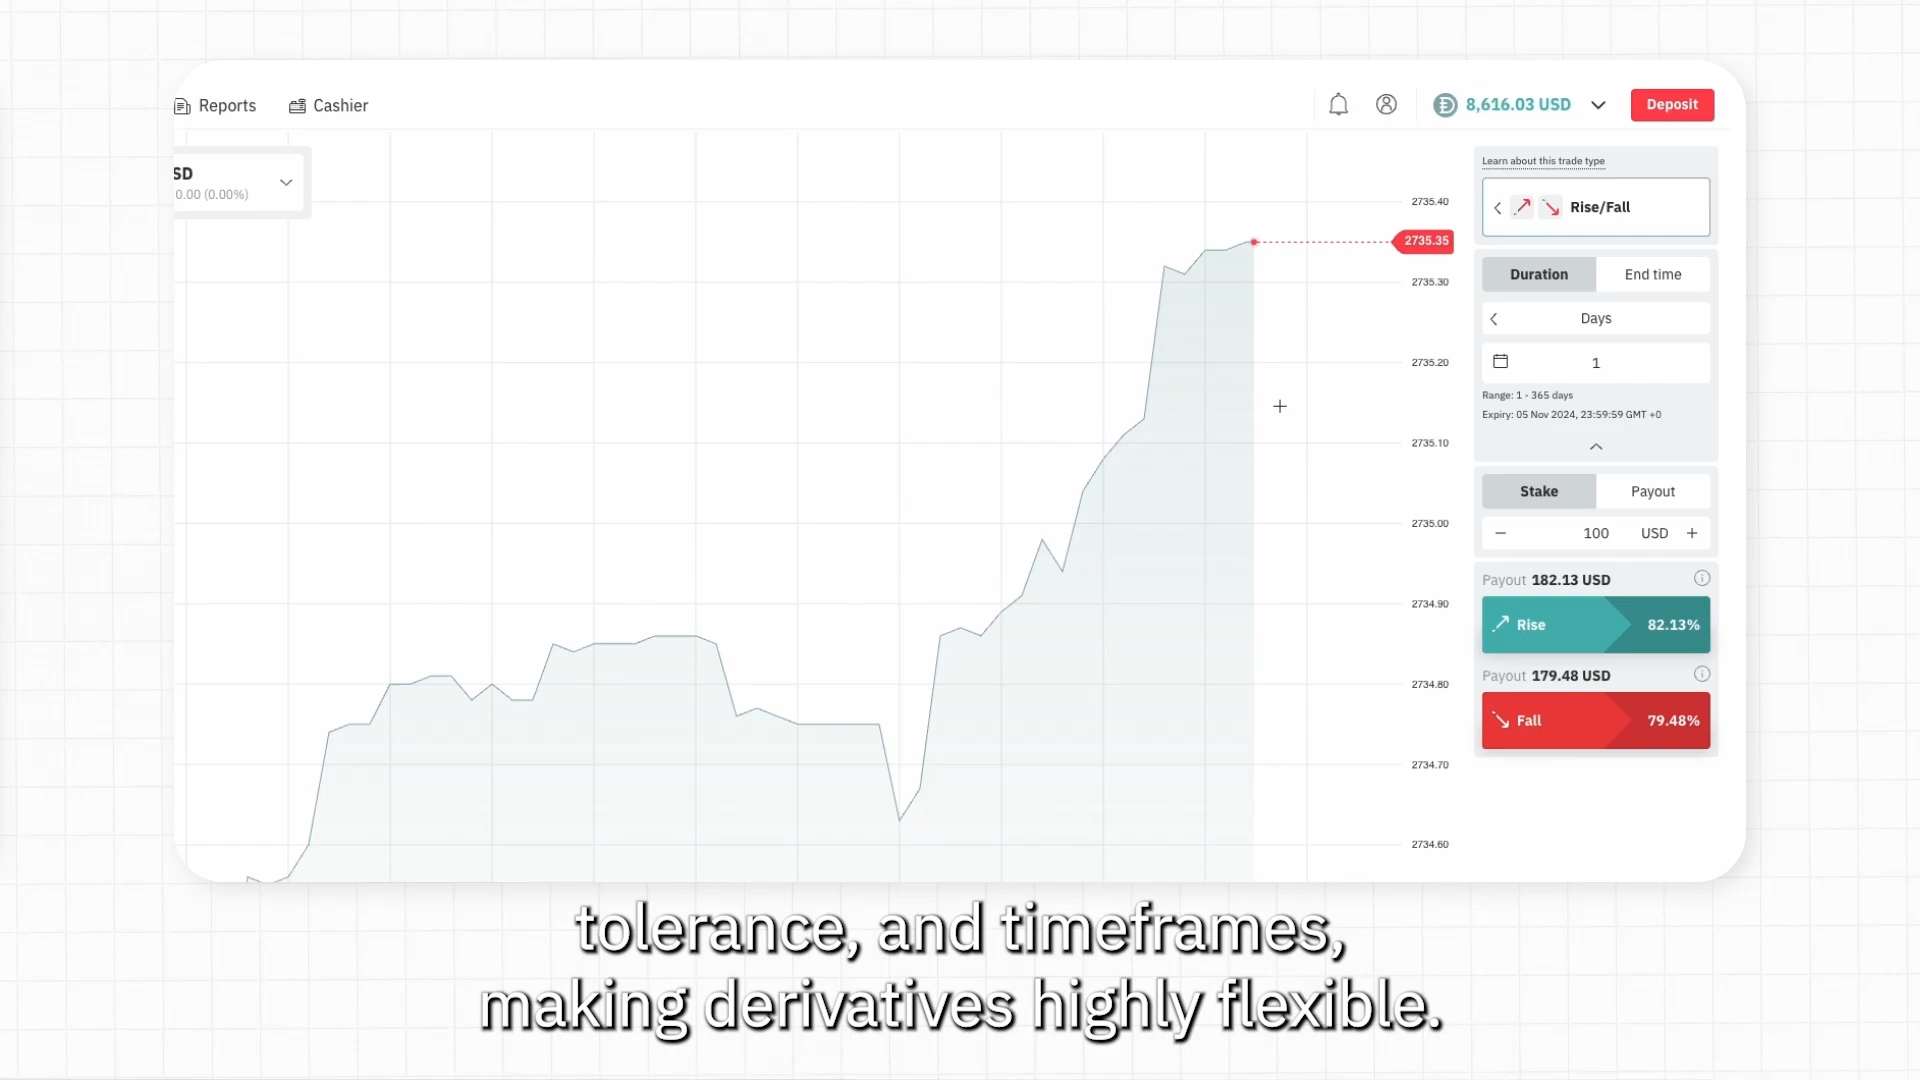 Reports
Cashier
8,616.03 USD
Deposit
SD
0.00 (0.00%)
2735.40
2735.35
2735.30
2735.20
2735.10
2735.00
2734.90
2734.80
2734.70
2734.60
Learn about this trade type
Rise/Fall
Duration
End time
Days
1
Range: 1 - 365 days
Expiry: 05 Nov 2024, 23:59:59 GMT +0
Stake
Payout
− 100 USD +
Payout 182.13 USD
Rise 82.13%
Payout 179.48 USD
Fall 79.48%
tolerance, and timeframes,
making derivatives highly flexible.